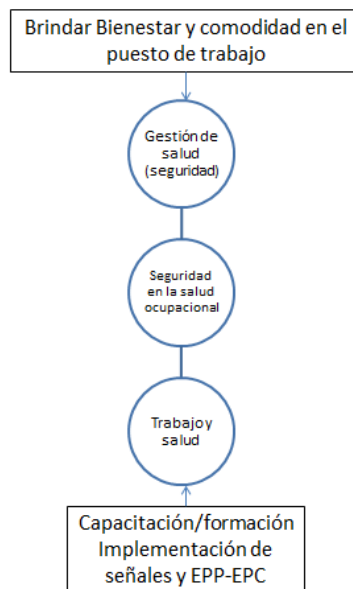 Brindar Bienestar y comodidad en el
puesto de trabajo
Gestión de
salud
(seguridad)
Seguridad
en la salud
ocupacional
Trabajo y
salud
Capacitación/formación
Implementación de
señales y EPP-EPC